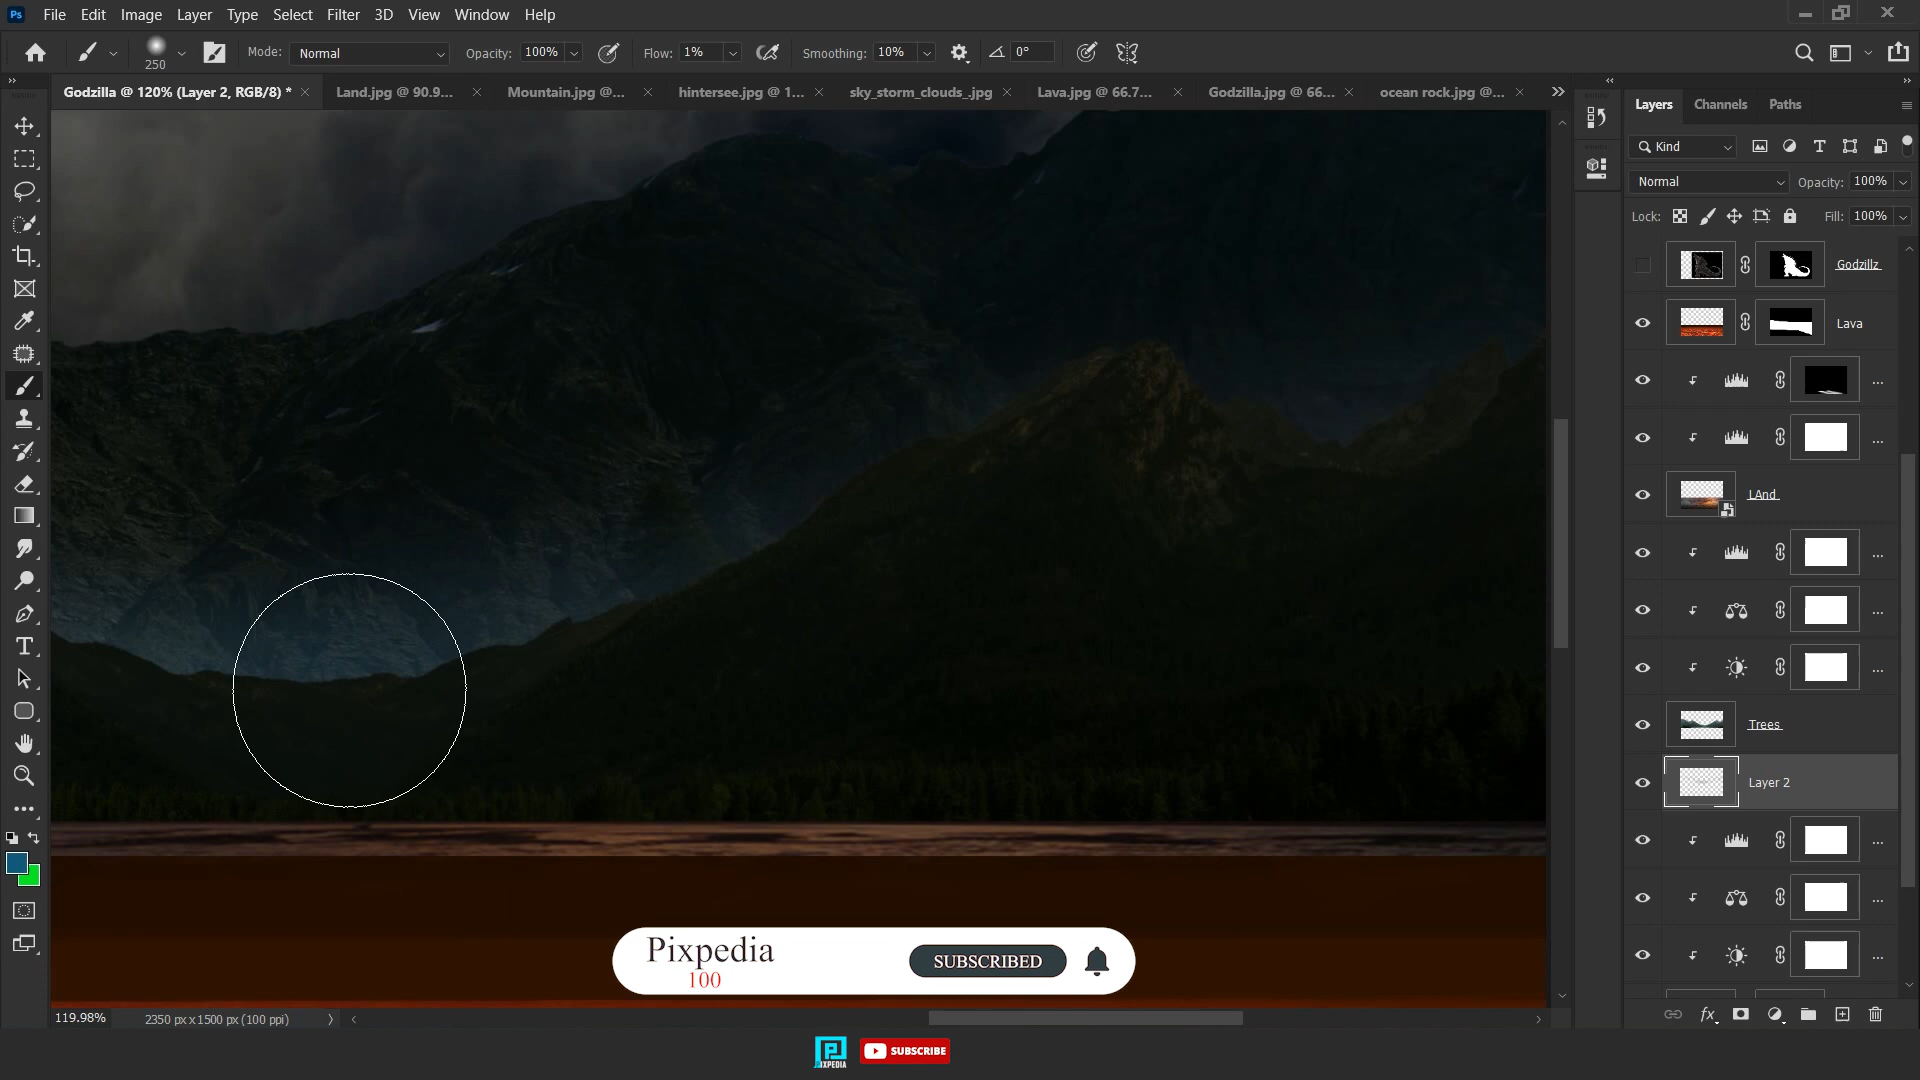 Ps File Edit Image Layer Type Select Filter 3D View Window Help
250 Mode: Normal Opacity: 100% Flow: 1% Smoothing: 10% 0°
Godzilla @ 120% (Layer 2, RGB/8) * Land.jpg @ 90.9... Mountain.jpg @... hintersee.jpg @ 1... sky_storm_clouds_.jpg Lava.jpg @ 66.7... Godzilla.jpg @ 66... ocean rock.jpg @...
Layers Channels Paths
Kind
Normal Opacity: 100%
Lock: Fill: 100%
Godzillz
Lava
...
...
LAnd
...
...
...
Trees
Layer 2
...
...
...
fx
Pixpedia
100
SUBSCRIBED
119.98% 2350 px x 1500 px (100 ppi)
PIXPEDIA
SUBSCRIBE